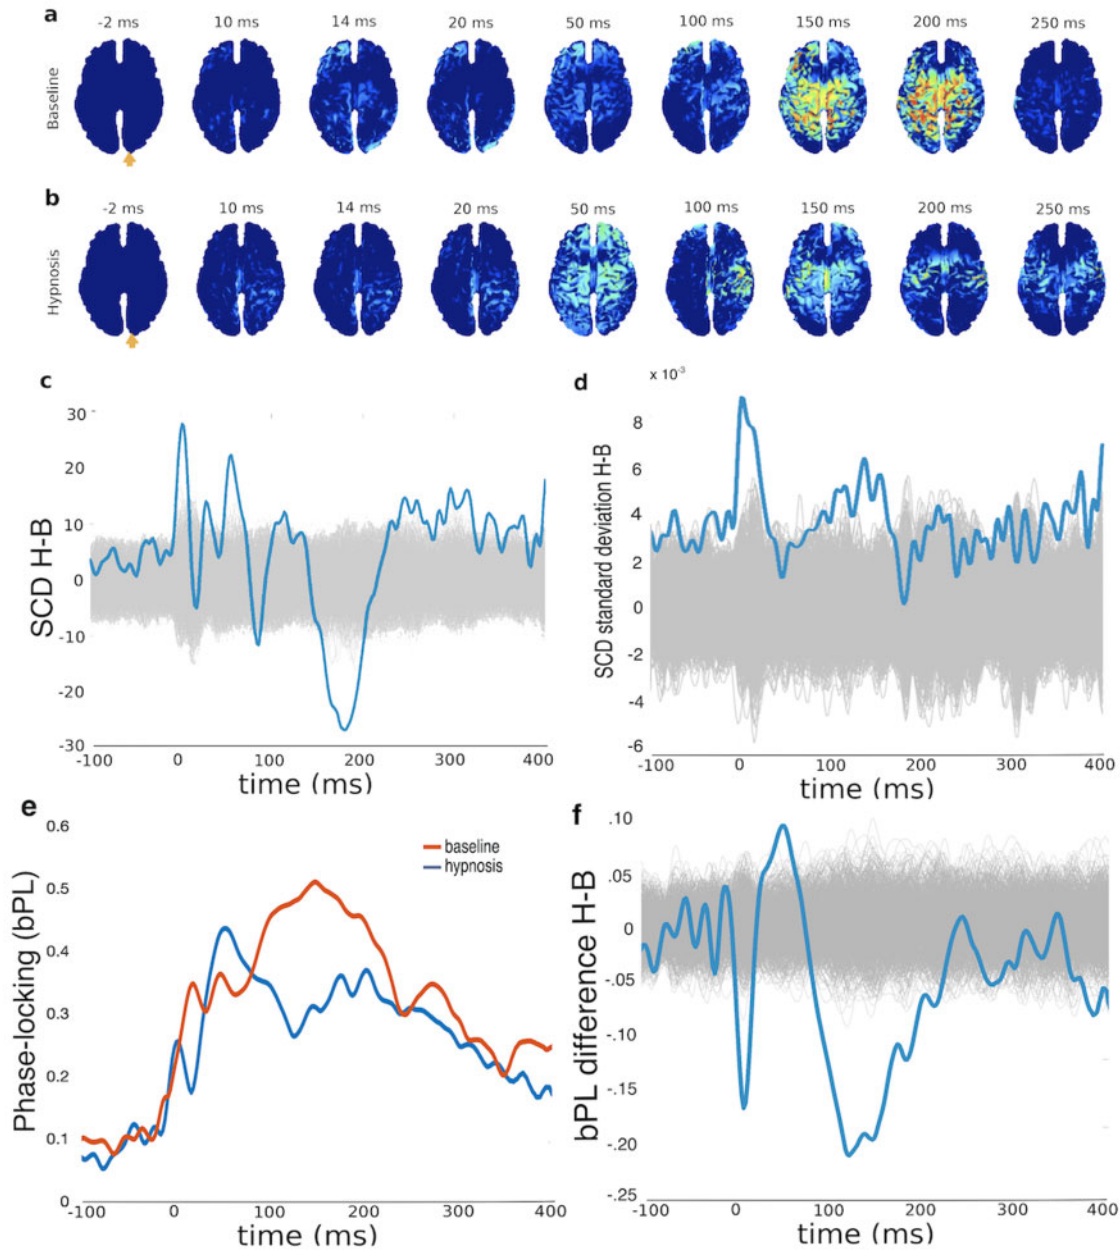 a
-2 ms 10 ms 14 ms 20 ms 50 ms 100 ms 150 ms 200 ms 250 ms
Baseline
b
-2 ms 10 ms 14 ms 20 ms 50 ms 100 ms 150 ms 200 ms 250 ms
Hypnosis
c
SCD H-B
30
20
10
0
-10
-20
-30
-100 0 100 200 300 400
time (ms)
d
x 10-3
SCD standard deviation H-B
8
6
4
2
0
-2
-4
-6
-100 0 100 200 300 400
time (ms)
e
Phase-locking (bPL)
0.6
0.5
0.4
0.3
0.2
0.1
0
baseline
hypnosis
-100 0 100 200 300 400
time (ms)
f
bPL difference H-B
.10
.05
0
-.05
-.10
-.15
-.20
-.25
-100 0 100 200 300 400
time (ms)